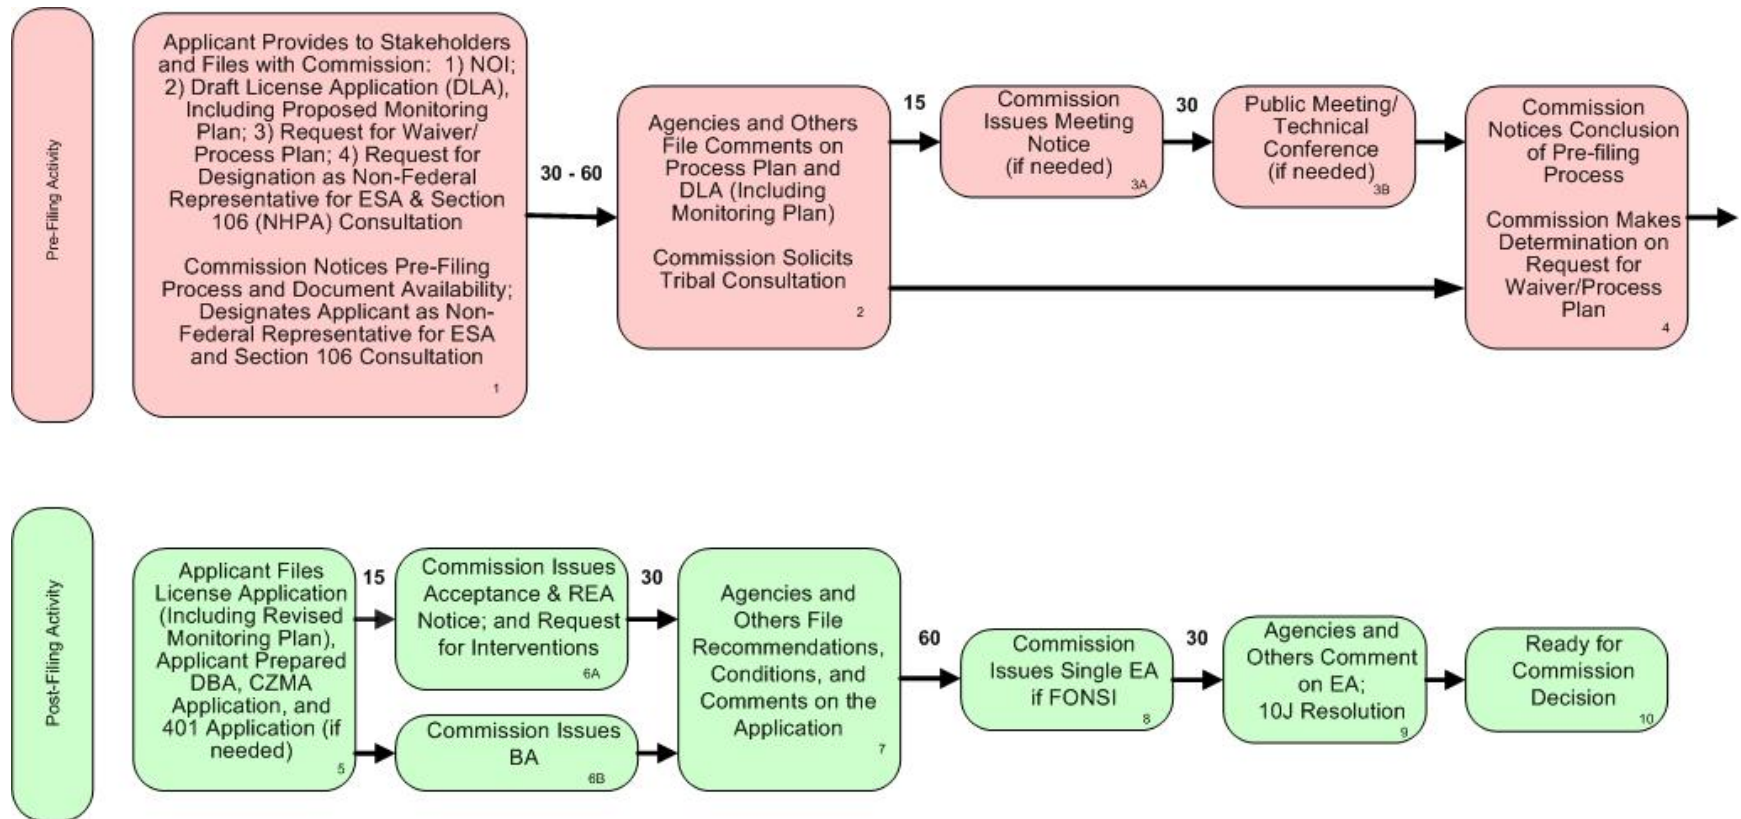 Pre-Filing Activity
Applicant Provides to Stakeholders
and Files with Commission: 1) NOI;
2) Draft License Application (DLA),
Including Proposed Monitoring
Plan; 3) Request for Waiver/
Process Plan; 4) Request for
Designation as Non-Federal
Representative for ESA & Section
106 (NHPA) Consultation
Commission Notices Pre-Filing
Process and Document Availability;
Designates Applicant as Non-
Federal Representative for ESA
and Section 106 Consultation
1
30 - 60
Agencies and Others
File Comments on
Process Plan and
DLA (Including
Monitoring Plan)
Commission Solicits
Tribal Consultation
2
15
Commission
Issues Meeting
Notice
(if needed)
3A
30
Public Meeting/
Technical
Conference
(if needed)
3B
Commission
Notices Conclusion
of Pre-filing
Process
Commission Makes
Determination on
Request for
Waiver/Process
Plan
4
Post-Filing Activity
Applicant Files
License Application
(Including Revised
Monitoring Plan),
Applicant Prepared
DBA, CZMA
Application, and
401 Application (if
needed)
5
15
Commission Issues
Acceptance & REA
Notice; and Request
for Interventions
6A
Commission Issues
BA
6B
30
Agencies and
Others File
Recommendations,
Conditions, and
Comments on the
Application
7
60
Commission
Issues Single EA
if FONSI
8
30
Agencies and
Others Comment
on EA;
10J Resolution
9
Ready for
Commission
Decision
10